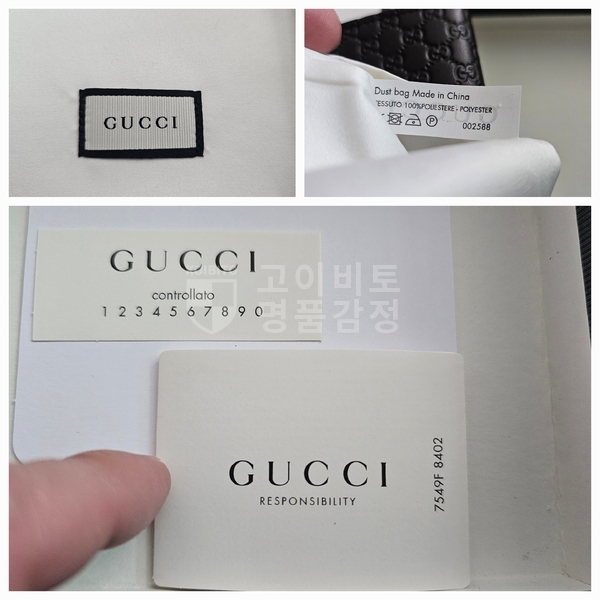 GUCCI
Dust bag Made in China
TESSUTO 100%POLIESTERE - POLYESTER
P
002588
GUCCI
controllato
1 2 3 4 5 6 7 8 9 0
고이비토
명품감정
GUCCI
RESPONSIBILITY
7549F 8402